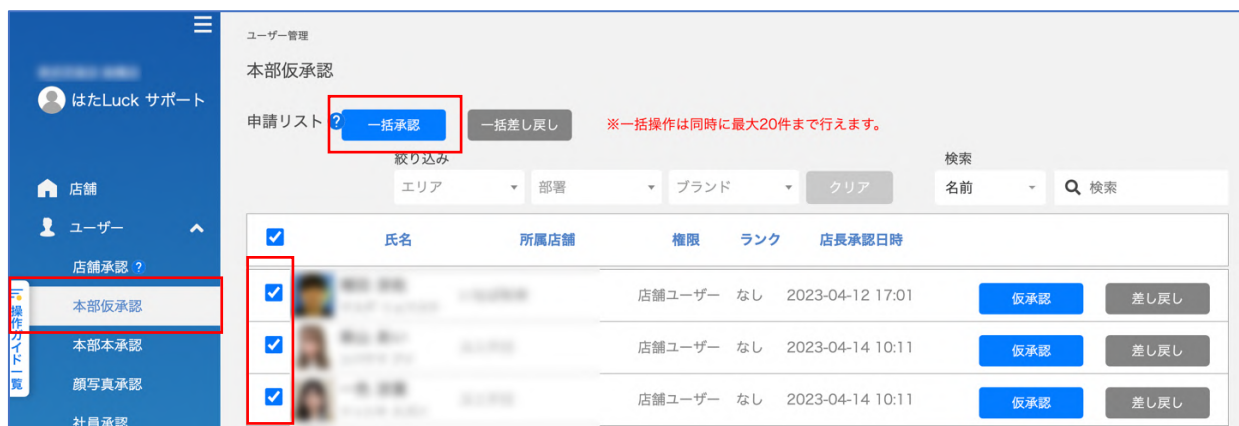 はたLuck サポート
店舗
ユーザー
店舗承認 ?
本部仮承認
本部本承認
顔写真承認
社員承認
操作ガイド一覧
ユーザー管理
本部仮承認
申請リスト ? 一括承認 一括差し戻し ※一括操作は同時に最大20件まで行えます。
絞り込み 検索
エリア 部署 ブランド クリア 名前 検索
氏名 所属店舗 権限 ランク 店長承認日時
店舗ユーザー なし 2023-04-12 17:01 仮承認 差し戻し
店舗ユーザー なし 2023-04-14 10:11 仮承認 差し戻し
店舗ユーザー なし 2023-04-14 10:11 仮承認 差し戻し